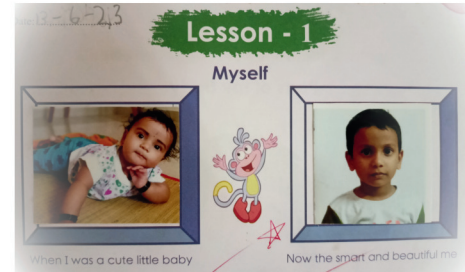 Lesson - 1
Myself
When I was a cute little baby
Now the smart and beautiful me